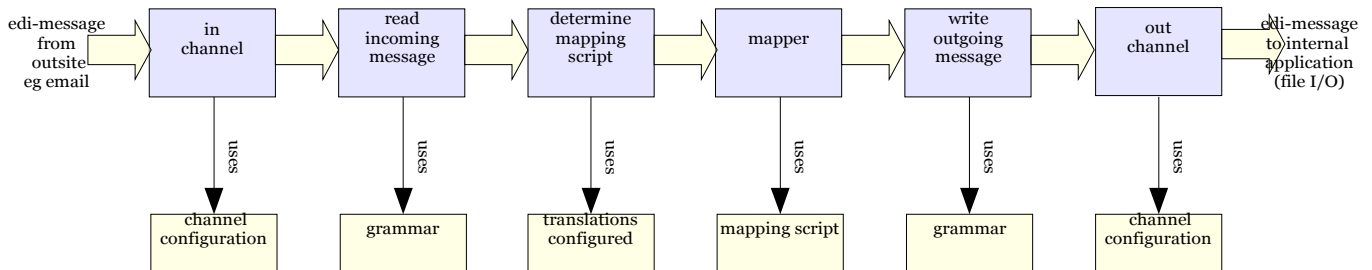 edi-message
from
outsite
eg email
in
channel
read
incoming
message
determine
mapping
script
mapper
write
outgoing
message
out
channel
edi-message
to internal
application
(file I/O)
uses
uses
uses
uses
uses
uses
channel
configuration
grammar
translations
configured
mapping script
grammar
channel
configuration